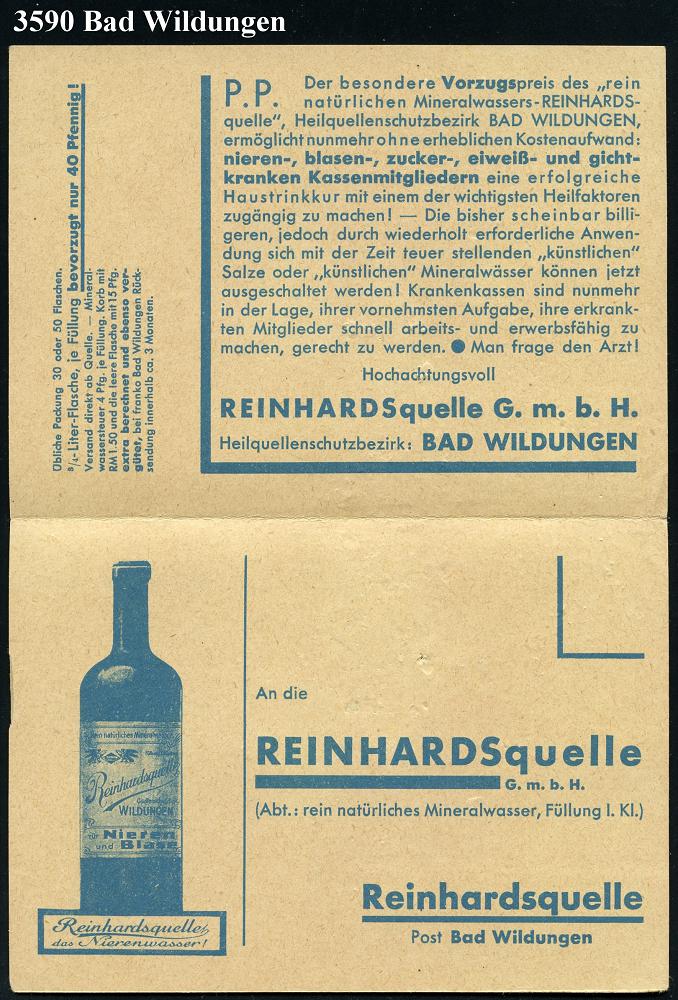 3590 Bad Wildungen
P.P. Der besondere Vorzugspreis des „rein
natürlichen Mineralwassers-REINHARDS-
quelle“, Heilquellenschutzbezirk BAD WILDUNGEN,
ermöglicht nunmehr ohne erheblichen Kostenaufwand:
nieren-, blasen-, zucker-, eiweiß- und gicht-
kranken Kassenmitgliedern eine erfolgreiche
Haustrinkkur mit einem der wichtigsten Heilfaktoren
zugängig zu machen! — Die bisher scheinbar billi-
geren, jedoch durch wiederholt erforderliche Anwen-
dung sich mit der Zeit teuer stellenden „künstlichen“
Salze oder „künstlichen“ Mineralwässer können jetzt
ausgeschaltet werden! Krankenkassen sind nunmehr
in der Lage, ihrer vornehmsten Aufgabe, ihre erkrank-
ten Mitglieder schnell arbeits- und erwerbsfähig zu
machen, gerecht zu werden. ● Man frage den Arzt!
Hochachtungsvoll
REINHARDSquelle G. m. b. H.
Heilquellenschutzbezirk: BAD WILDUNGEN
Übliche Packung 30 oder 50 Flaschen.
3/4-Liter-Flasche, je Füllung bevorzugt nur 40 Pfennig!
Versand direkt ab Quelle. — Mineral-
wassersteuer 4 Pfg. je Füllung. Korb mit
RM 1.50 und die leere Flasche mit 15 Pfg.
extra berechnet und ebenso ver-
gütet, bei franko Bad Wildungen Rück-
sendung innerhalb ca. 3 Monaten.
Rein natürliches
Reinhardsquelle
WILDUNGEN
für Nieren
und Blase
Reinhardsquelle,
das Nierenwasser!
An die
REINHARDSquelle
G. m. b. H.
(Abt.: rein natürliches Mineralwasser, Füllung I. Kl.)
Reinhardsquelle
Post Bad Wildungen